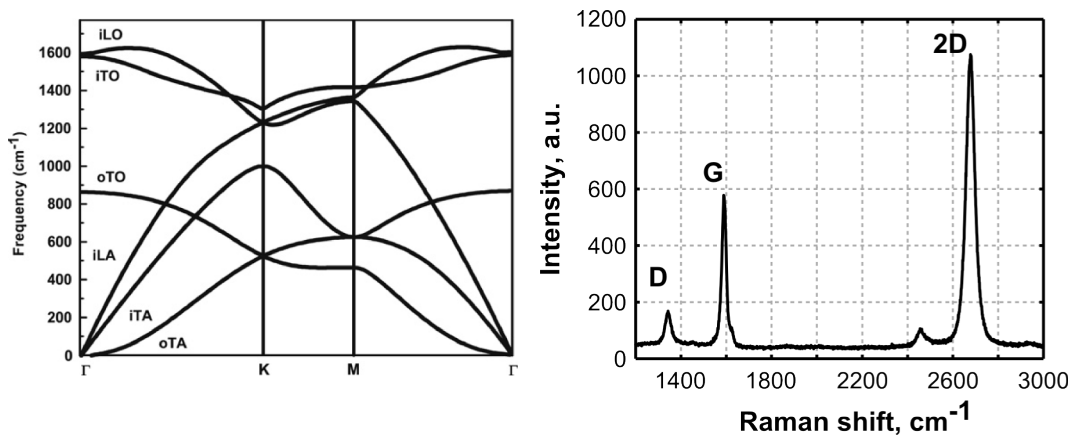 iLO
iTO
oTO
iLA
iTA
oTA
Frequency (cm⁻¹)
1600
1400
1200
1000
800
600
400
200
0
Γ K M Γ
D
G
2D
Intensity, a.u.
1200
1000
800
600
400
200
0
1400 1800 2200 2600 3000
Raman shift, cm⁻¹